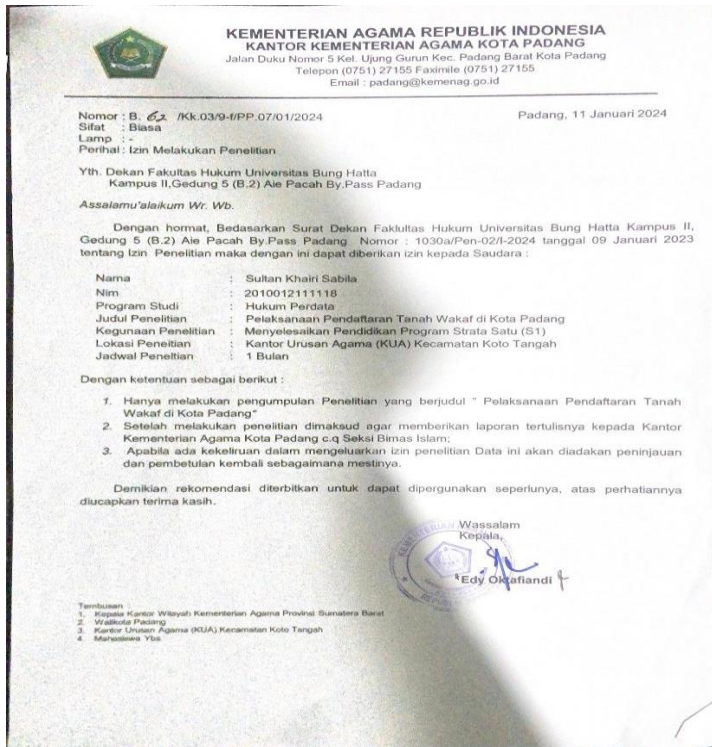 KEMENTERIAN AGAMA REPUBLIK INDONESIA
KANTOR KEMENTERIAN AGAMA KOTA PADANG
Jalan Duku Nomor 5 Kel. Ujung Gurun Kec. Padang Barat Kota Padang
Telepon (0751) 27155 Faximile (0751) 27155
Email : padang@kemenag.go.id
Nomor : B. 62 /Kk.03/9-f/PP.07/01/2024 Padang, 11 Januari 2024
Sifat : Biasa
Lamp : -
Perihal : Izin Melakukan Penelitian
Yth. Dekan Fakultas Hukum Universitas Bung Hatta
Kampus II,Gedung 5 (B.2) Aie Pacah By.Pass Padang
Assalamu'alaikum Wr. Wb.
Dengan hormat, Bedasarkan Surat Dekan Faklultas Hukum Universitas Bung Hatta Kampus II,
Gedung 5 (B.2) Aie Pacah By.Pass Padang Nomor : 1030a/Pen-02/I-2024 tanggal 09 Januari 2023
tentang Izin Penelitian maka dengan ini dapat diberikan izin kepada Saudara :
Nama : Sultan Khairi Sabila
Nim : 2010012111118
Program Studi : Hukum Perdata
Judul Penelitian : Pelaksanaan Pendaftaran Tanah Wakaf di Kota Padang
Kegunaan Penelitian : Menyelesaikan Pendidikan Program Strata Satu (S1)
Lokasi Peneitian : Kantor Urusan Agama (KUA) Kecamatan Koto Tangah
Jadwal Peneltian : 1 Bulan
Dengan ketentuan sebagai berikut :
1. Hanya melakukan pengumpulan Penelitian yang berjudul " Pelaksanaan Pendaftaran Tanah
Wakaf di Kota Padang"
2. Setelah melakukan penelitian dimaksud agar memberikan laporan tertulisnya kepada Kantor
Kementerian Agama Kota Padang c.q Seksi Bimas Islam;
3. Apabila ada kekeliruan dalam mengeluarkan izin penelitian Data ini akan diadakan peninjauan
dan pembetulan kembali sebagaimana mestinya.
Demikian rekomendasi diterbitkan untuk dapat dipergunakan seperlunya, atas perhatiannya
diucapkan terima kasih.
Wassalam
Kepala,
Edy Oktafiandi
Tembusan :
1. Kepala Kantor Wilayah Kementerian Agama Provinsi Sumatera Barat
2. Walikota Padang
3. Kantor Urusan Agama (KUA) Kecamatan Koto Tangah
4. Mahasiswa Ybs